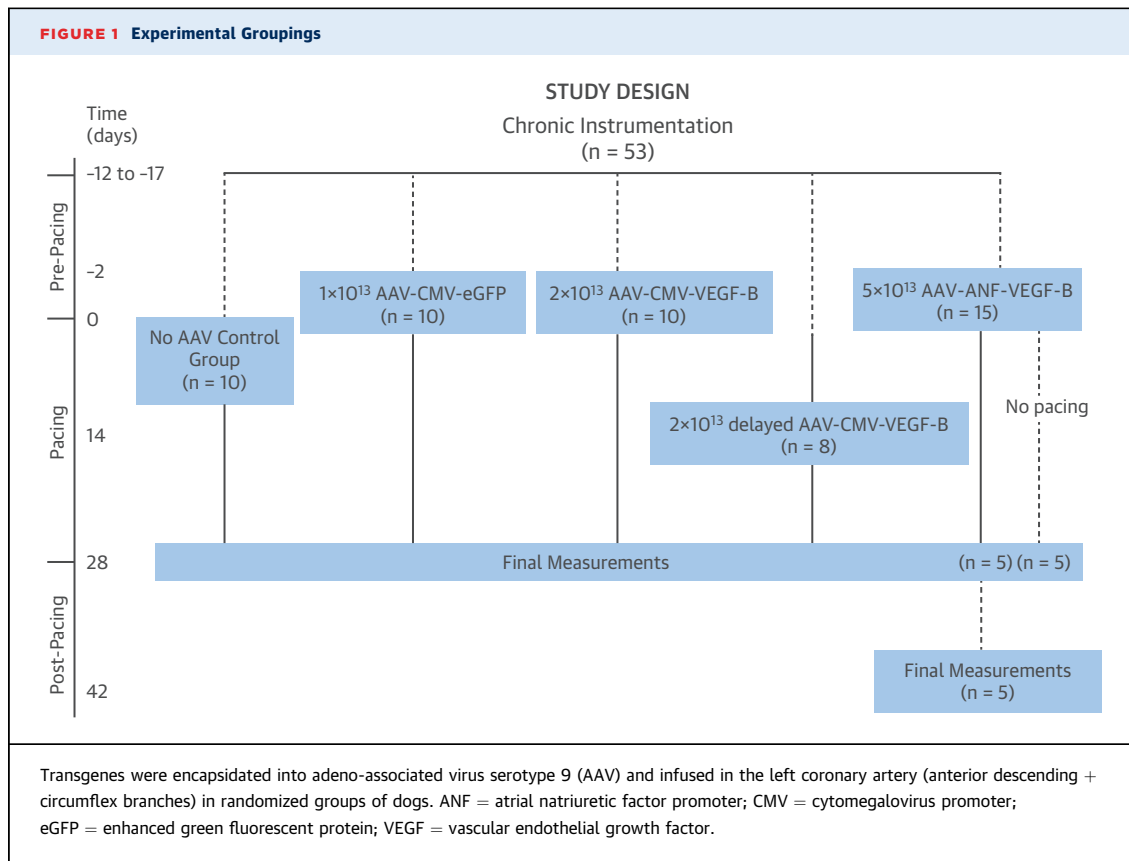 FIGURE 1 Experimental Groupings
STUDY DESIGN
Chronic Instrumentation
(n = 53)
Time
(days)
–12 to –17
Pre-Pacing
–2
0
1×10¹³ AAV-CMV-eGFP
(n = 10)
2×10¹³ AAV-CMV-VEGF-B
(n = 10)
5×10¹³ AAV-ANF-VEGF-B
(n = 15)
No AAV Control
Group
(n = 10)
No pacing
Pacing
14
2×10¹³ delayed AAV-CMV-VEGF-B
(n = 8)
28
Final Measurements
(n = 5) (n = 5)
Post-Pacing
42
Final Measurements
(n = 5)
Transgenes were encapsidated into adeno-associated virus serotype 9 (AAV) and infused in the left coronary artery (anterior descending +
circumflex branches) in randomized groups of dogs. ANF = atrial natriuretic factor promoter; CMV = cytomegalovirus promoter;
eGFP = enhanced green fluorescent protein; VEGF = vascular endothelial growth factor.